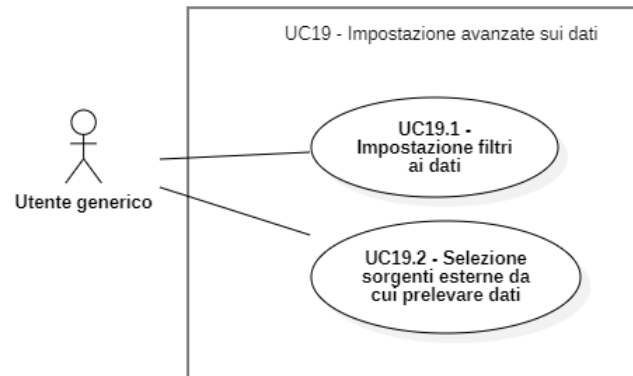 UC19 - Impostazione avanzate sui dati
UC19.1 -
Impostazione filtri
ai dati
Utente generico
UC19.2 - Selezione
sorgenti esterne da
cui prelevare dati